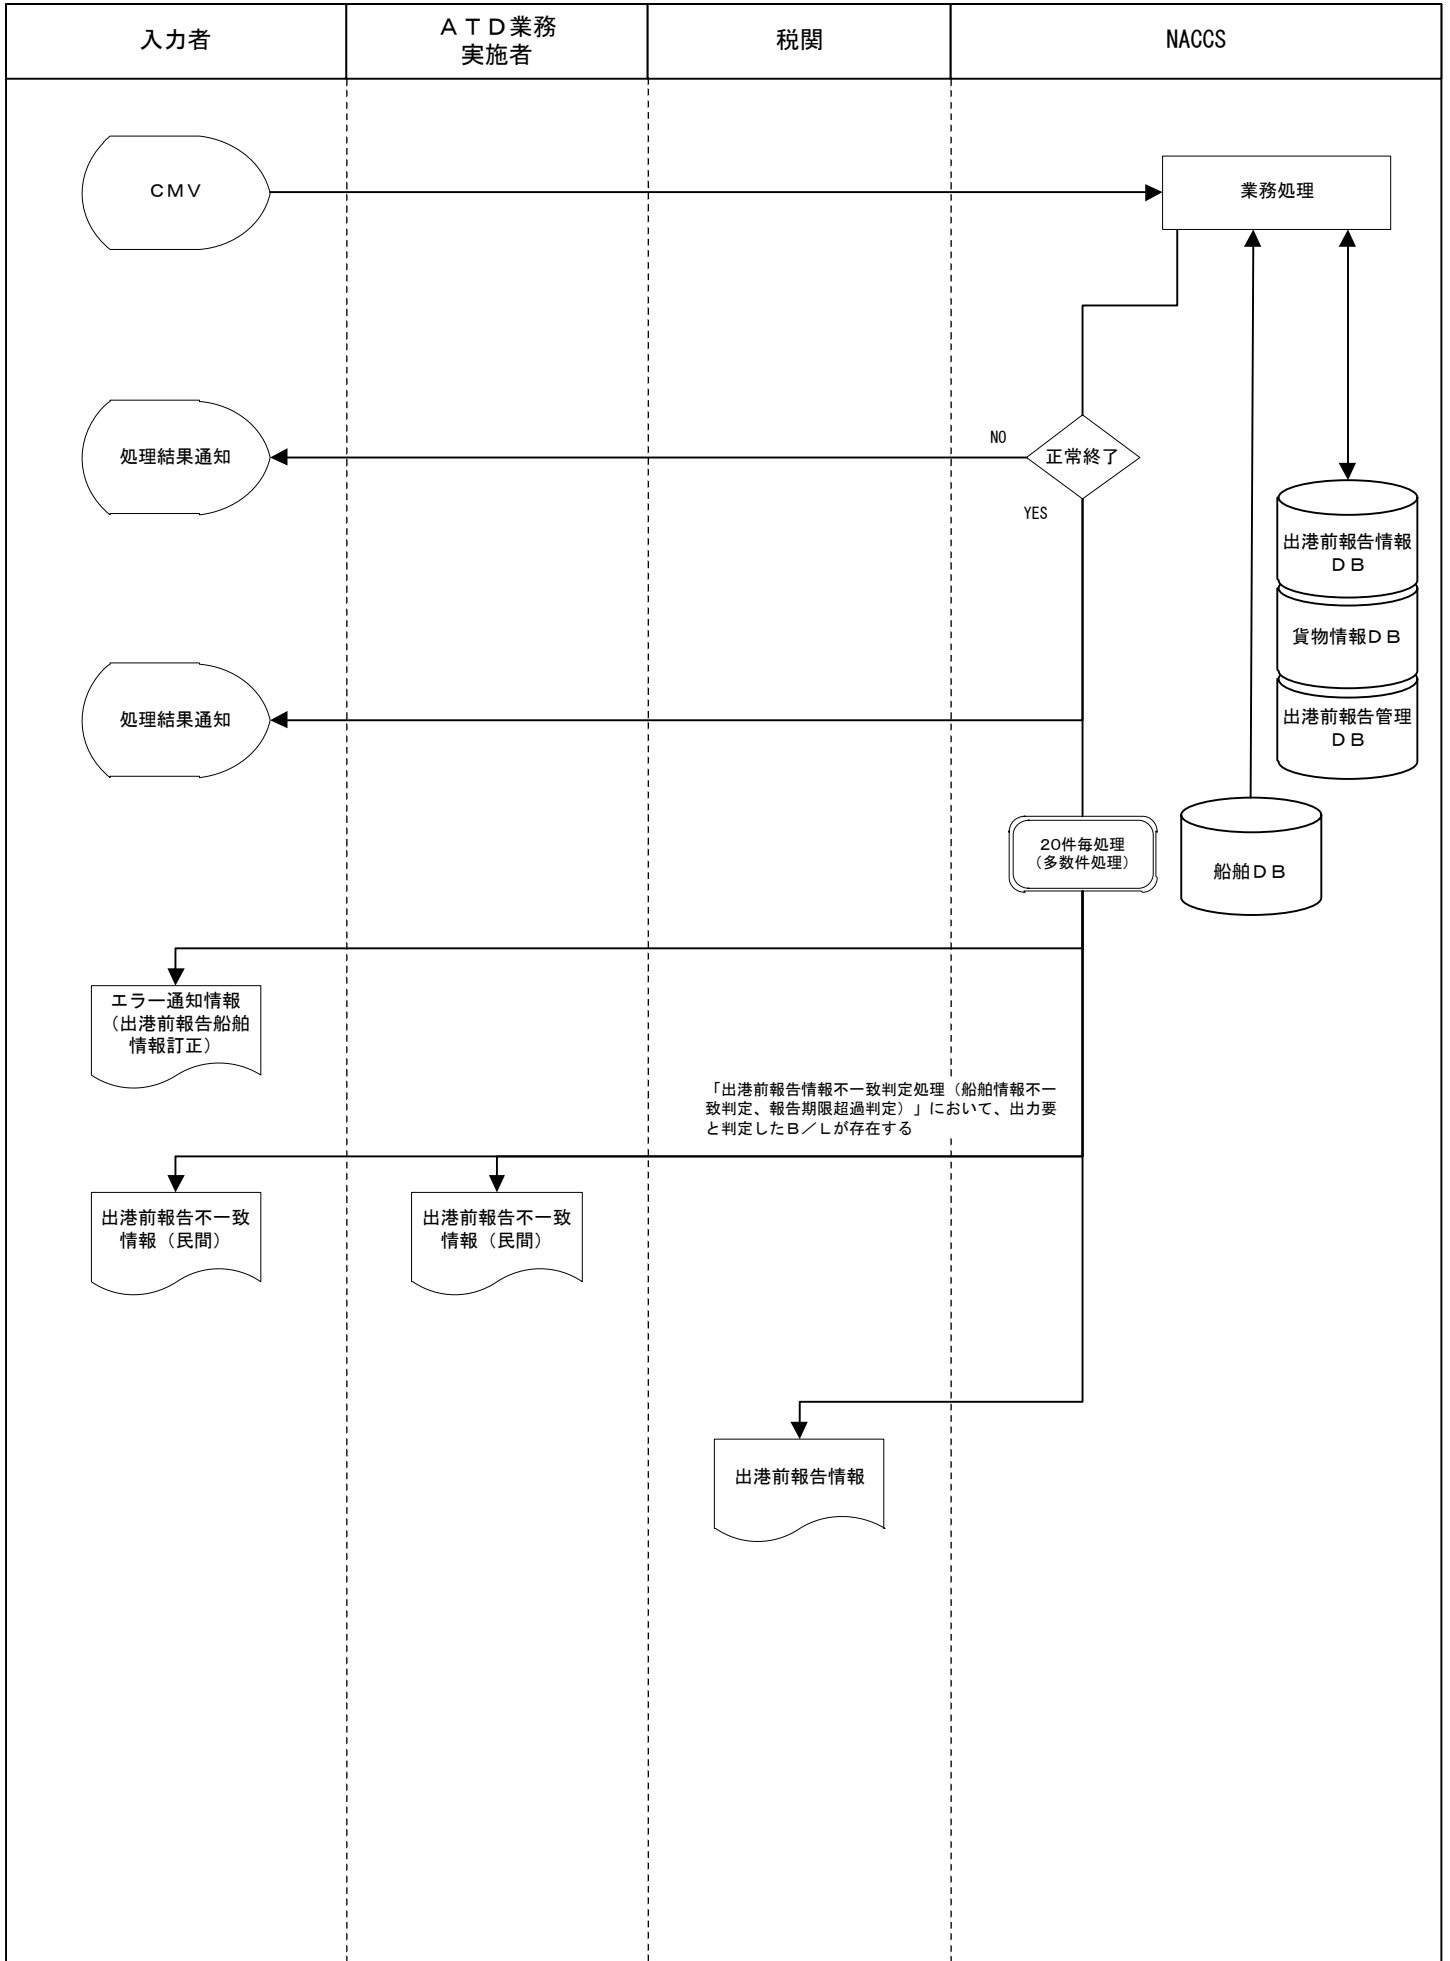 入力者
ＡＴＤ業務
実施者
税関
NACCS
ＣＭＶ
業務処理
処理結果通知
NO
正常終了
YES
出港前報告情報
ＤＢ
貨物情報ＤＢ
処理結果通知
出港前報告管理
ＤＢ
20件毎処理
（多数件処理）
船舶ＤＢ
エラー通知情報
（出港前報告船舶
情報訂正）
「出港前報告情報不一致判定処理（船舶情報不一
致判定、報告期限超過判定）」において、出力要
と判定したＢ／Ｌが存在する
出港前報告不一致
情報（民間）
出港前報告不一致
情報（民間）
出港前報告情報